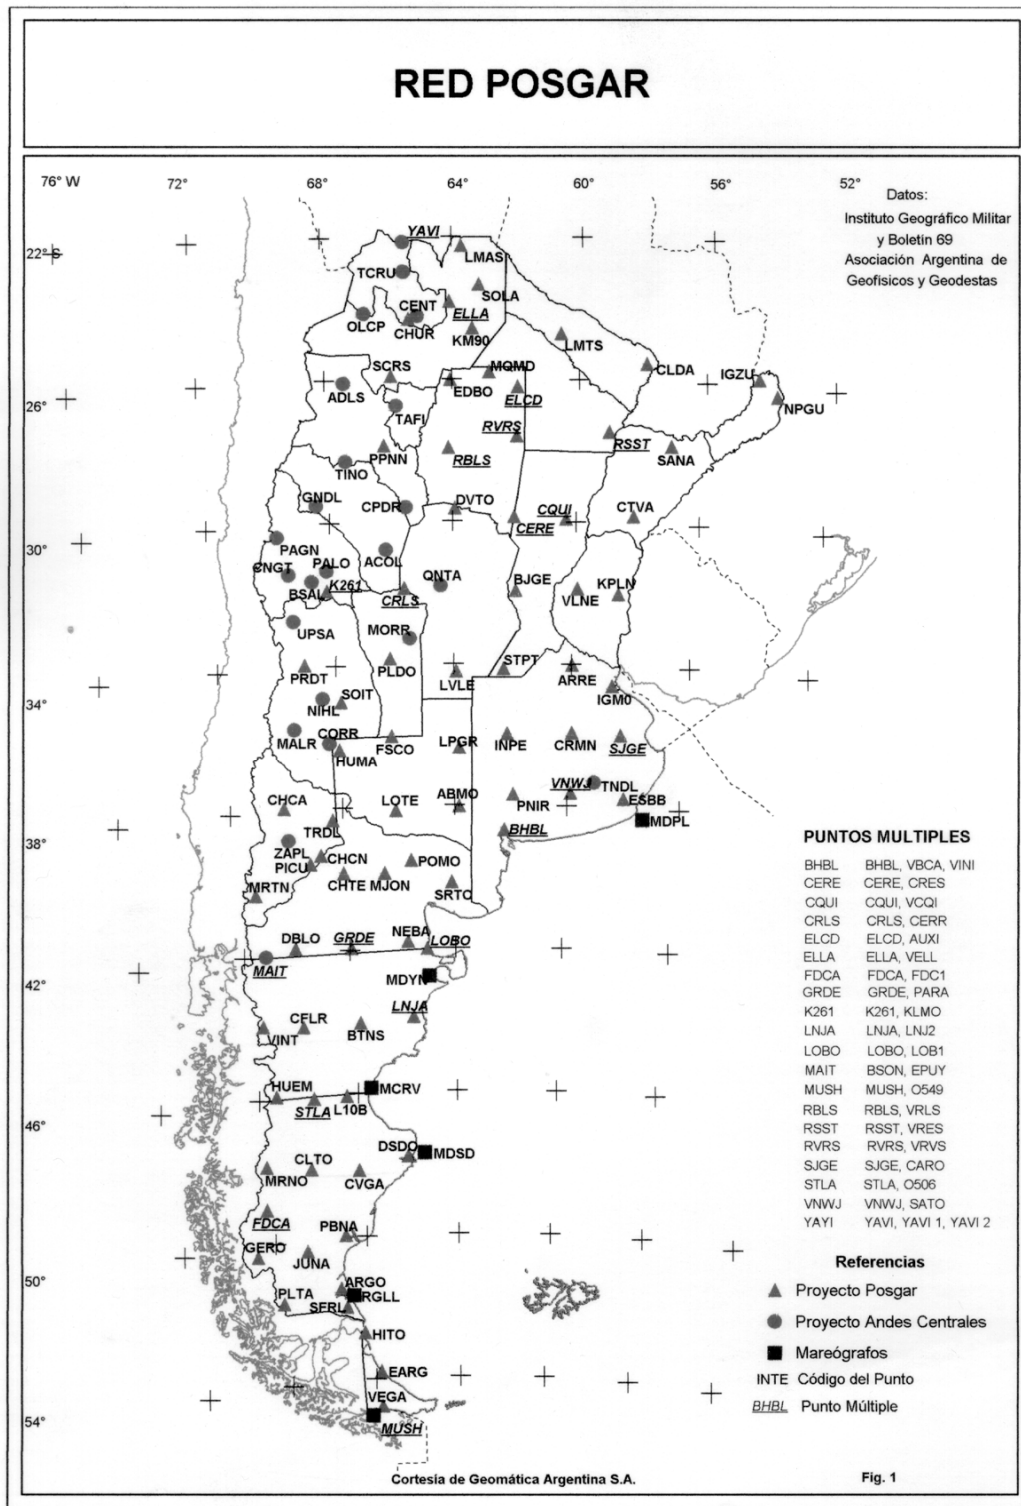 RED POSGAR
76° W 72° 68° 64° 60° 56° 52°
Datos:
Instituto Geográfico Militar
y Boletín 69
Asociación Argentina de
Geofisicos y Geodestas
YAVI
LMAS
22° S
TCRU
SOLA
CENT
ELLA
OLCP
CHUR
KM90
LMTS
SCRS
MQMD
CLDA
IGZU
ADLS
EDBO
ELCD
NPGU
26°
TAFI
RVRS
RSST
PPNN
RBLS
SANA
TINO
GNDL
CPDR
DVTO
CQUI
CTVA
CERE
30°
PAGN
CNGT
PALO
ACOL
QNTA
BJGE
KPLN
BSAL
K261
CRLS
VLNE
UPSA
MORR
PRDT
PLDO
LVLE
STPT
ARRE
34°
SOIT
NIHL
IGM0
MALR
CORR
HUMA
FSCO
LPGR
INPE
CRMN
SJGE
CHCA
LOTE
ABMO
PNIR
VNWJ
TNDL
ESBB
MDPL
TRDL
BHBL
38°
ZAPL
PICU
CHCN
POMO
MRTN
CHTE
MJON
SRTO
DBLO
GRDE
NEBA
LOBO
MAIT
42°
MDYN
LNJA
VINT
CFLR
BTNS
HUEM
STLA
L10B
MCRV
46°
DSDO
MDSD
MRNO
CLTO
CVGA
FDCA
PBNA
GERO
JUNA
50°
PLTA
ARGO
RGLL
SFRL
HITO
EARG
VEGA
54°
MUSH
PUNTOS MULTIPLES
BHBL BHBL, VBCA, VINI
CERE CERE, CRES
CQUI CQUI, VCQI
CRLS CRLS, CERR
ELCD ELCD, AUXI
ELLA ELLA, VELL
FDCA FDCA, FDC1
GRDE GRDE, PARA
K261 K261, KLMO
LNJA LNJA, LNJ2
LOBO LOBO, LOB1
MAIT BSON, EPUY
MUSH MUSH, O549
RBLS RBLS, VRLS
RSST RSST, VRES
RVRS RVRS, VRVS
SJGE SJGE, CARO
STLA STLA, O506
VNWJ VNWJ, SATO
YAYI YAVI, YAVI 1, YAVI 2
Referencias
Proyecto Posgar
Proyecto Andes Centrales
Mareógrafos
INTE Código del Punto
BHBL Punto Múltiple
Cortesía de Geomática Argentina S.A.
Fig. 1